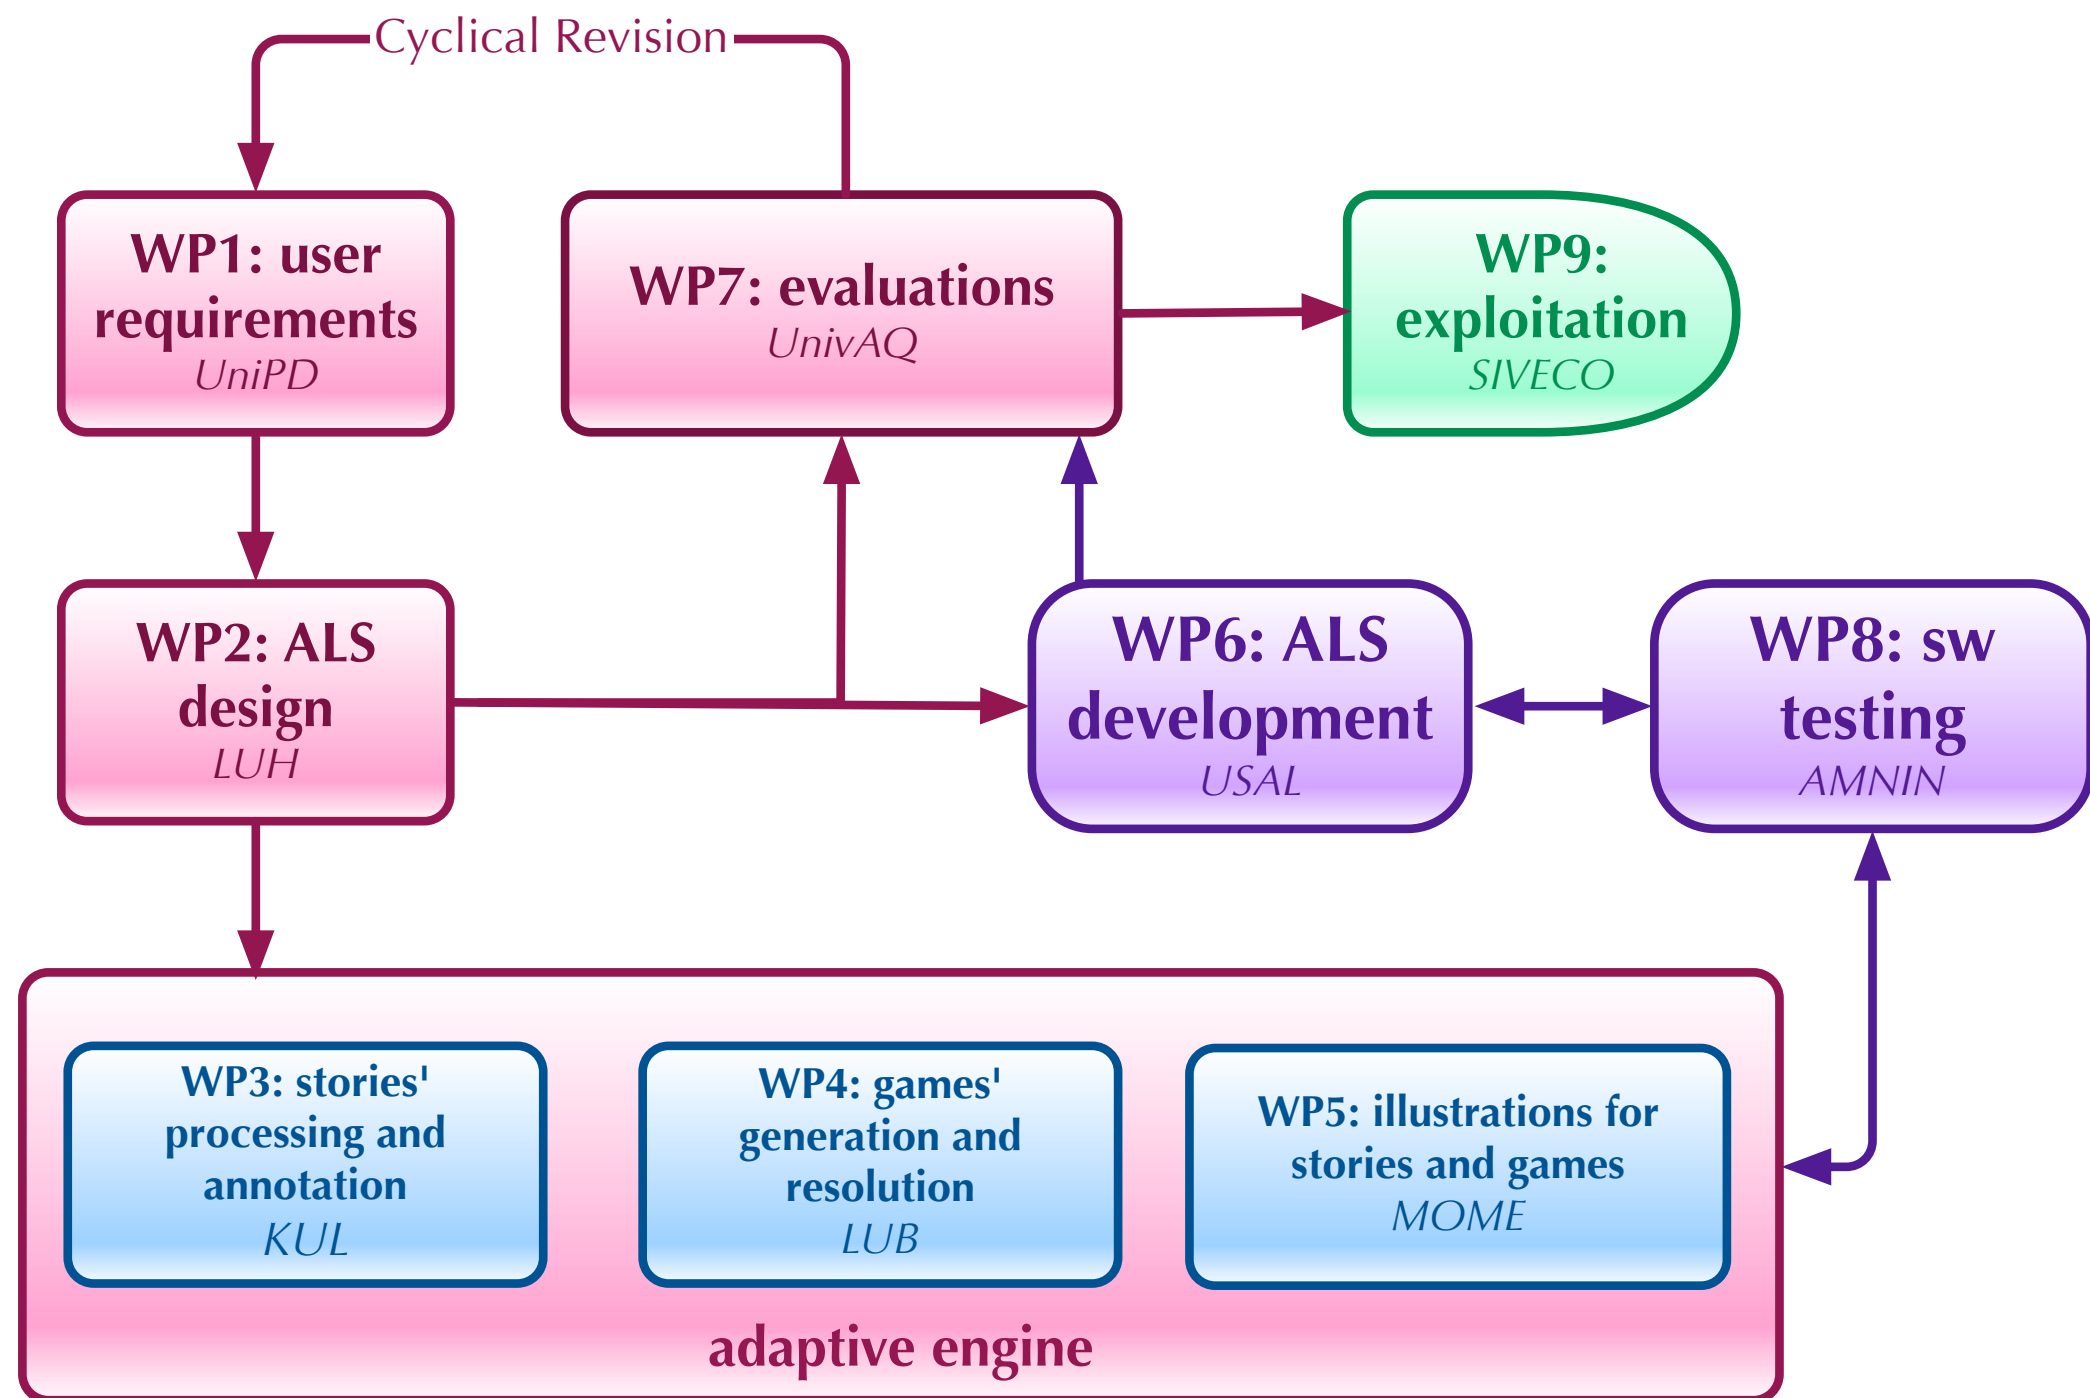 Cyclical Revision
WP1: user
requirements
UniPD
WP7: evaluations
UnivAQ
WP9:
exploitation
SIVECO
WP2: ALS
design
LUH
WP6: ALS
development
USAL
WP8: sw
testing
AMNIN
WP3: stories'
processing and
annotation
KUL
WP4: games'
generation and
resolution
LUB
WP5: illustrations for
stories and games
MOME
adaptive engine